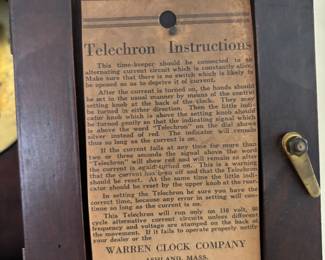 Telechron Instructions
This time-keeper should be connected to an
alternating current circuit which is constantly alive.
Make sure that there is no switch which is likely to
be opened so as to deprive it of current.
After the current is turned on, the hands should
be set in the usual manner by means of the center
setting knob at the back of the clock. They may
be turned in either direction. Then the little indi-
cator knob which is above the setting knob should
be turned gently so that the indicating signal which
is above the word "Telechron" on the dial shows
silver instead of red. The indicator will remain
thus so long as the current is on.
If the current fails at any time for more than
two or three seconds the signal above the word
"Telechron" will show red and will remain so after
the current is again turned on. This is a warning
that the current has been off and that the Telechron
should be reset. At the same time the little indi-
cator should be reset by the upper knob at the rear.
In setting the Telechron be sure you have the
correct time, because any error in setting will con-
tinue so long as the current is on.
This Telechron will run only on 110 volt, 60
cycle alternating current circuits unless different
frequency and voltage are stamped on the back of
the movement. If it fails to operate properly notify
your dealer or the
WARREN CLOCK COMPANY
ASHLAND, MASS.